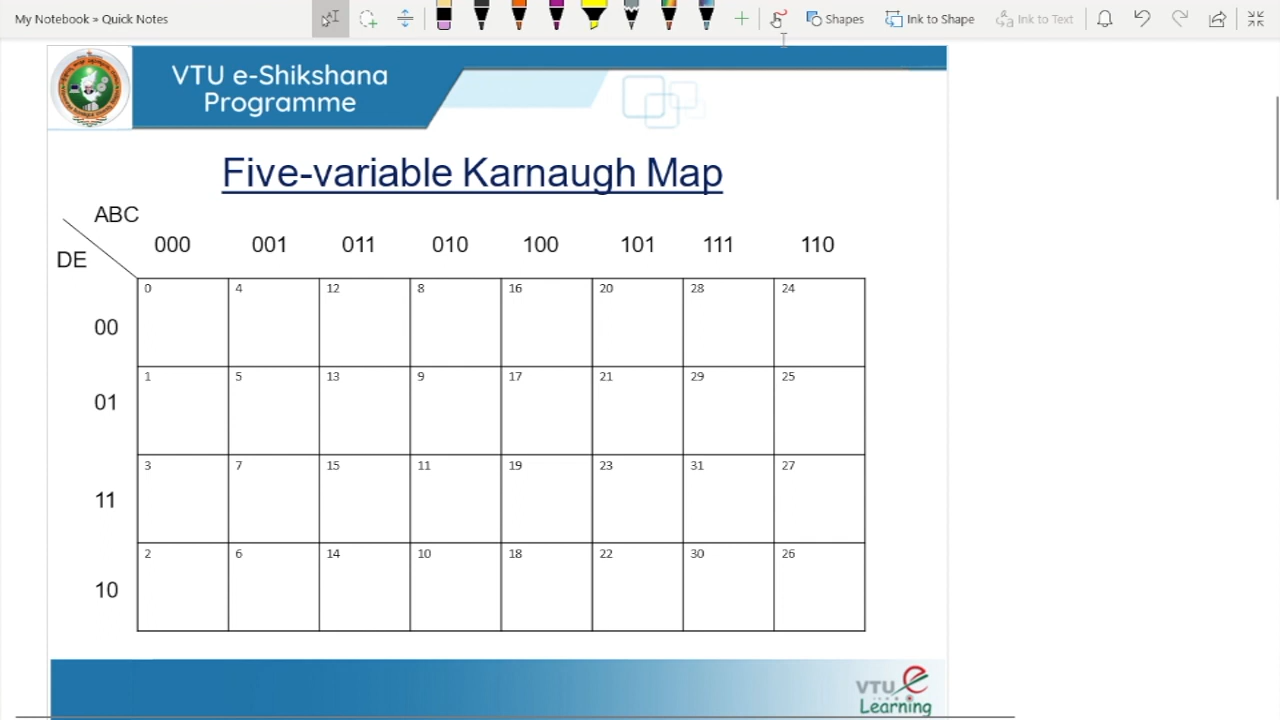 My Notebook » Quick Notes
Shapes
Ink to Shape
Ink to Text
VTU e-Shikshana
Programme
Five-variable Karnaugh Map
ABC
DE
000 001 011 010 100 101 111 110
00
0 4 12 8 16 20 28 24
01
1 5 13 9 17 21 29 25
11
3 7 15 11 19 23 31 27
10
2 6 14 10 18 22 30 26
VTU e
Learning